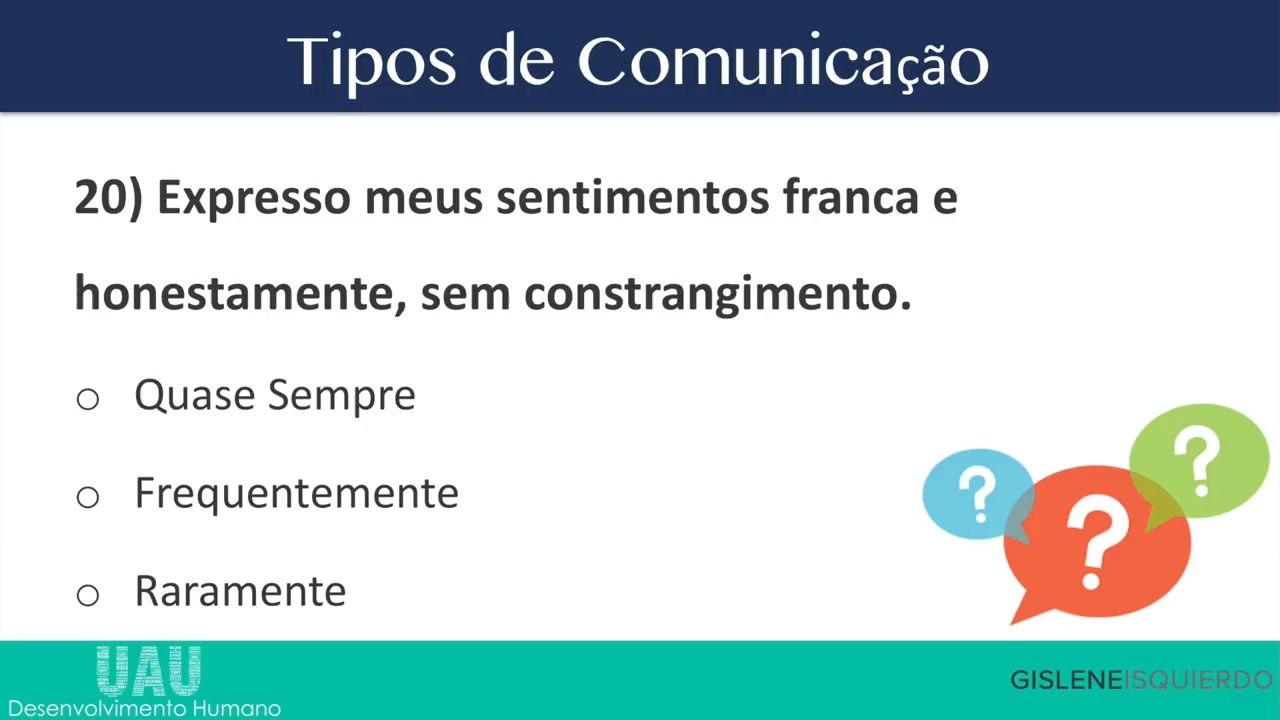 Tipos de Comunicação
20) Expresso meus sentimentos franca e
honestamente, sem constrangimento.
o Quase Sempre
o Frequentemente
o Raramente
? ? ?
UAU
Desenvolvimento Humano
GISLENEISQUIERDO